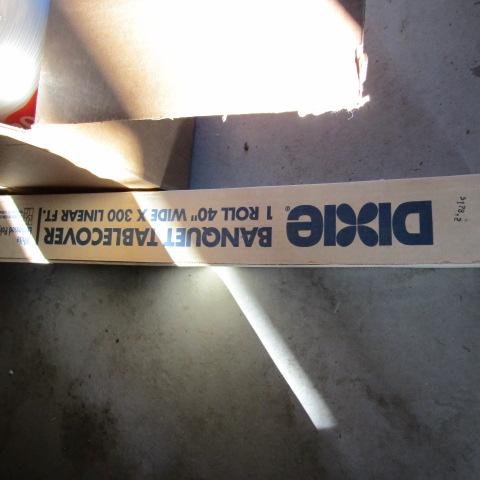 DIXIE®
BANQUET TABLECOVER
1 ROLL 40" WIDE X 300 LINEAR FT.